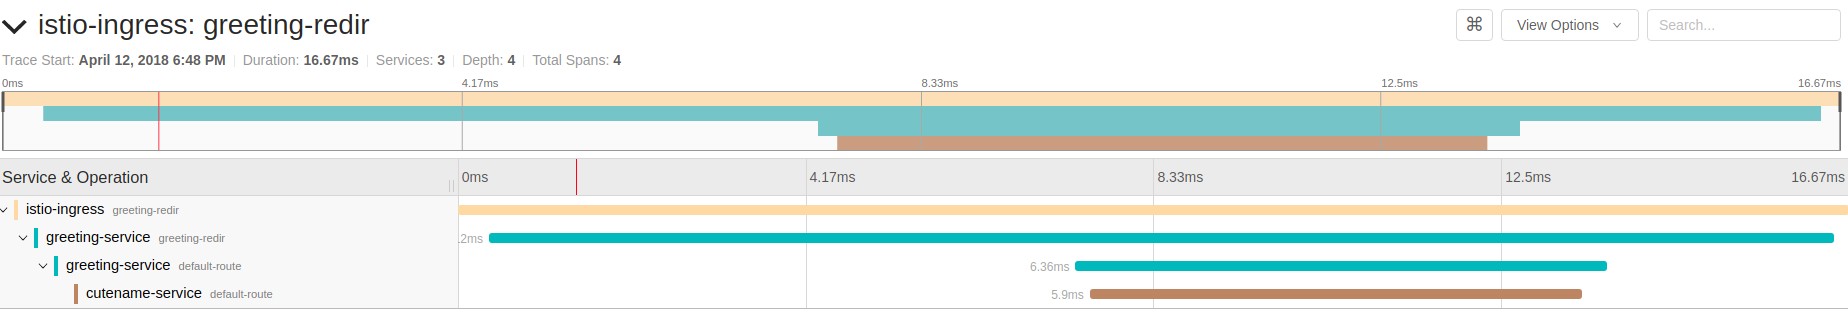 istio-ingress: greeting-redir
⌘ View Options Search...
Trace Start: April 12, 2018 6:48 PM Duration: 16.67ms Services: 3 Depth: 4 Total Spans: 4
0ms 4.17ms 8.33ms 12.5ms 16.67ms
Service & Operation 0ms 4.17ms 8.33ms 12.5ms 16.67ms
istio-ingress greeting-redir
greeting-service greeting-redir .2ms
greeting-service default-route 6.36ms
cutename-service default-route 5.9ms